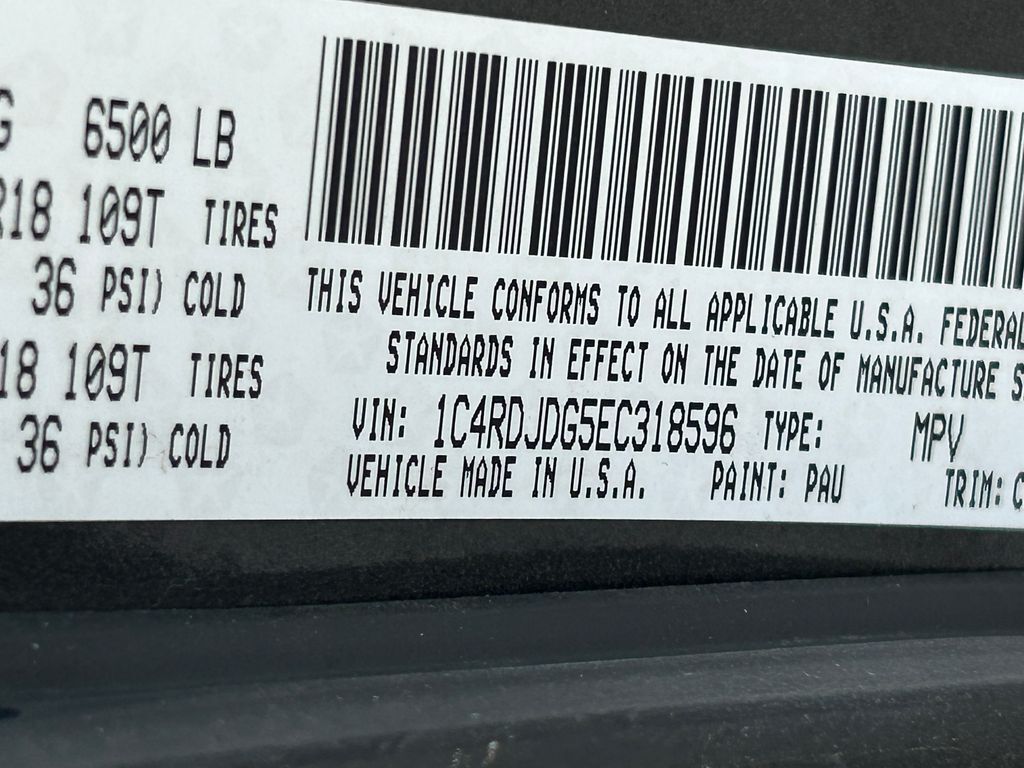 G 6500 LB
R18 109T TIRES
36 PSI) COLD
18 109T TIRES
36 PSI) COLD
THIS VEHICLE CONFORMS TO ALL APPLICABLE U.S.A. FEDERAL
STANDARDS IN EFFECT ON THE DATE OF MANUFACTURE S
VIN: 1C4RDJDG5EC318596 TYPE: MPV
VEHICLE MADE IN U.S.A. PAINT: PAU TRIM: C